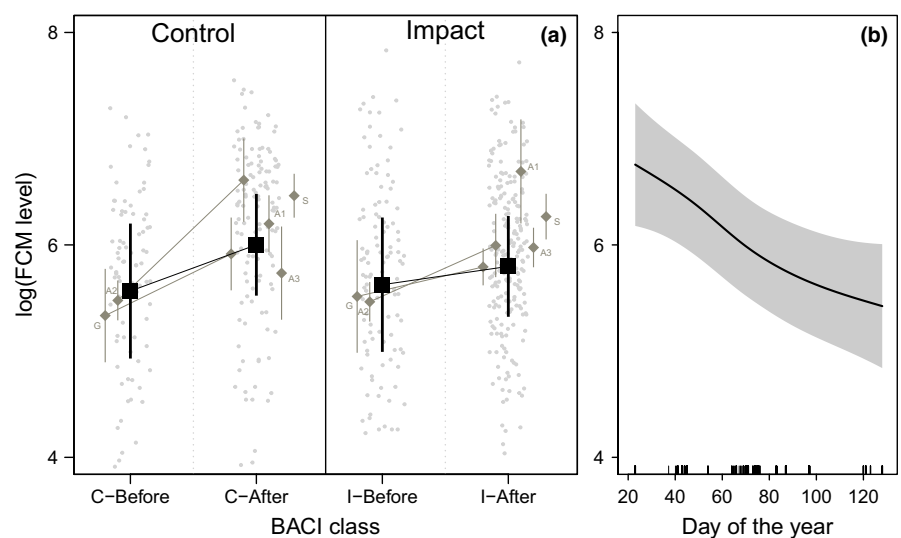 Control Impact (a) (b)
8 8
A1
A1
S
S
6 6
A3
A3
A2
A2
G
G
4 4
log(FCM level)
C−Before C−After I−Before I−After
20 40 60 80 100 120
BACI class Day of the year